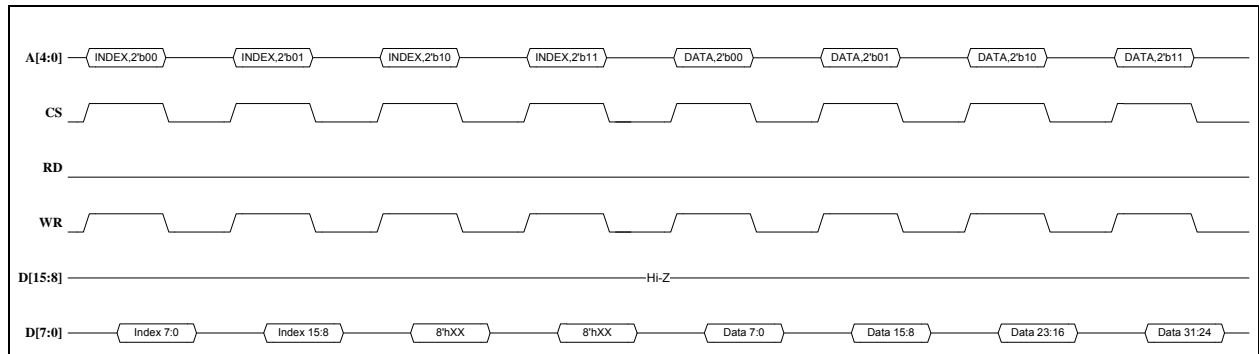 A[4:0] INDEX,2'b00 INDEX,2'b01 INDEX,2'b10 INDEX,2'b11 DATA,2'b00 DATA,2'b01 DATA,2'b10 DATA,2'b11
CS
RD
WR
D[15:8] Hi-Z
D[7:0] Index 7:0 Index 15:8 8'hXX 8'hXX Data 7:0 Data 15:8 Data 23:16 Data 31:24